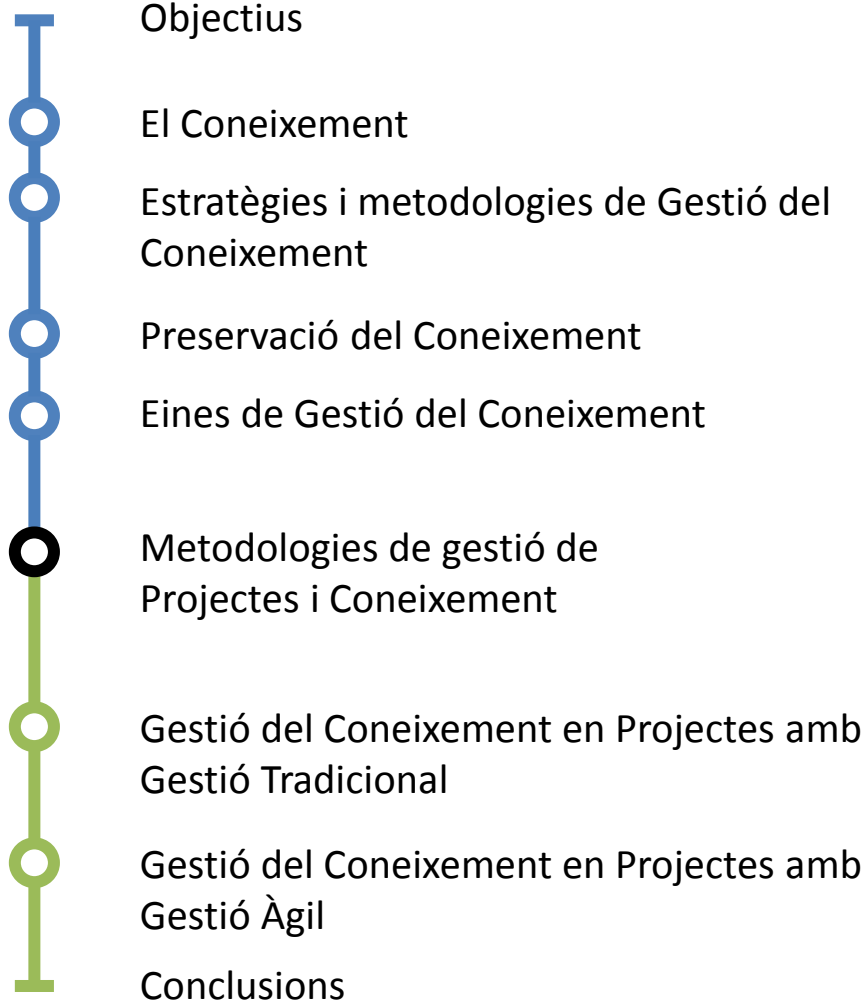 Objectius
El Coneixement
Estratègies i metodologies de Gestió del
Coneixement
Preservació del Coneixement
Eines de Gestió del Coneixement
Metodologies de gestió de
Projectes i Coneixement
Gestió del Coneixement en Projectes amb
Gestió Tradicional
Gestió del Coneixement en Projectes amb
Gestió Àgil
Conclusions